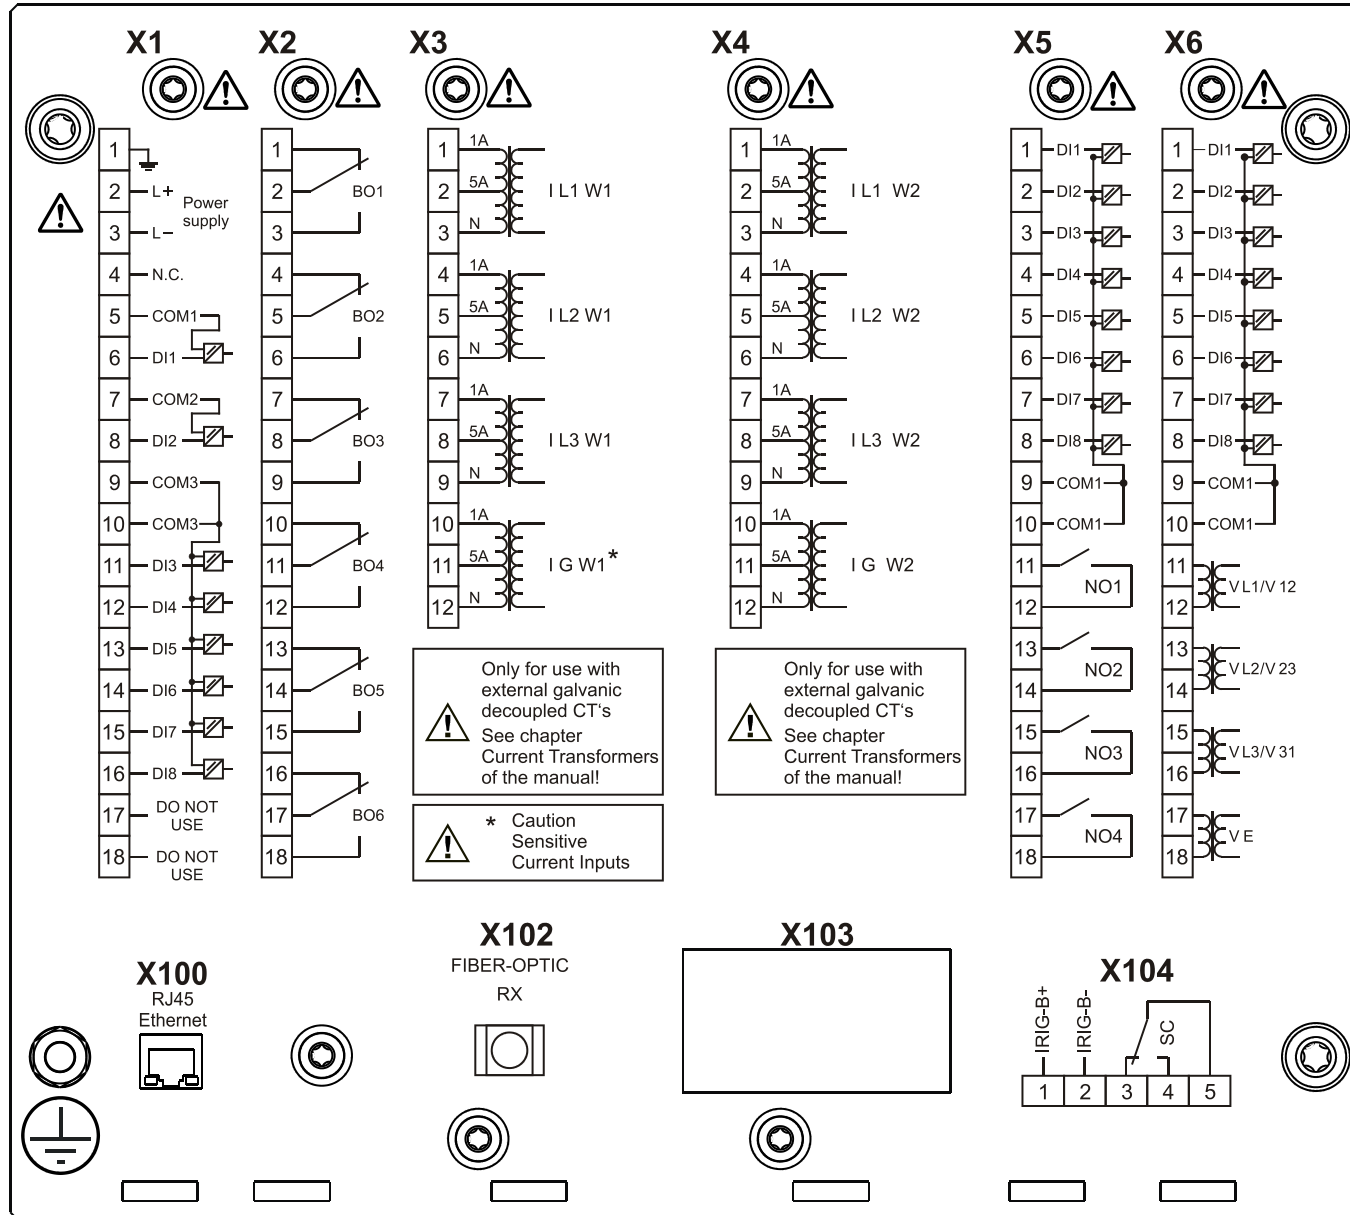 X1
1
2 L+
Power
supply
3 L−
4 N.C.
5 COM1
6 DI1
7 COM2
8 DI2
9 COM3
10 COM3
11 DI3
12 DI4
13 DI5
14 DI6
15 DI7
16 DI8
17 DO NOT
USE
18 DO NOT
USE
X2
1
2 BO1
3
4
5 BO2
6
7
8 BO3
9
10
11 BO4
12
13
14 BO5
15
16
17 BO6
18
X3
1 1A
2 5A I L1 W1
3 N
4 1A
5 5A I L2 W1
6 N
7 1A
8 5A I L3 W1
9 N
10 1A
11 5A I G W1*
12 N
Only for use with
external galvanic
decoupled CT‘s
See chapter
Current Transformers
of the manual!
* Caution
Sensitive
Current Inputs
X4
1 1A
2 5A I L1 W2
3 N
4 1A
5 5A I L2 W2
6 N
7 1A
8 5A I L3 W2
9 N
10 1A
11 5A I G W2
12 N
Only for use with
external galvanic
decoupled CT‘s
See chapter
Current Transformers
of the manual!
X5
1 DI1
2 DI2
3 DI3
4 DI4
5 DI5
6 DI6
7 DI7
8 DI8
9 COM1
10 COM1
11
NO1
12
13
NO2
14
15
NO3
16
17
NO4
18
X6
1 DI1
2 DI2
3 DI3
4 DI4
5 DI5
6 DI6
7 DI7
8 DI8
9 COM1
10 COM1
11
V L1/V 12
12
13
V L2/V 23
14
15
V L3/V 31
16
17
V E
18
X100
RJ45
Ethernet
X102
FIBER-OPTIC
RX
X103
X104
IRIG-B+
IRIG-B-
SC
1 2 3 4 5